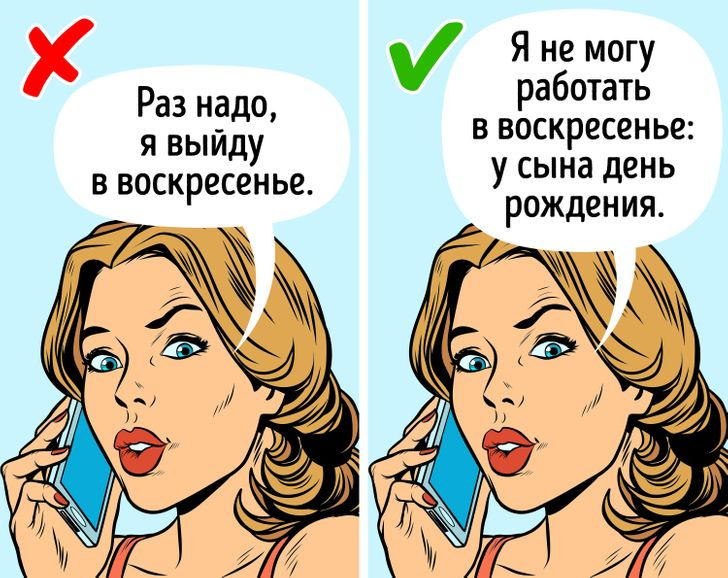 Раз надо,
я выйду
в воскресенье.
Я не могу
работать
в воскресенье:
у сына день
рождения.